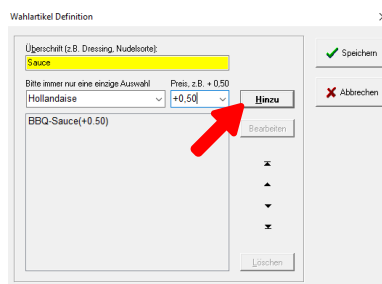 Wahlartikel Definition
Überschrift (z.B. Dressing, Nudelsorte):
Sauce
Bitte immer nur eine einzige Auswahl Preis, z.B. + 0,50
Hollandaise +0,50 Hinzu
BBQ-Sauce(+0.50)
Bearbeiten
Löschen
Speichern
Abbrechen